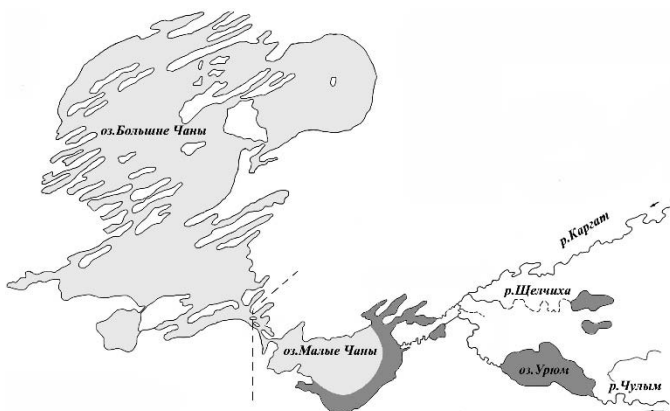 оз.Большие Чаны
р.Каргат
р.Щелчиха
оз.Малые Чаны
оз.Урюм
р.Чулым